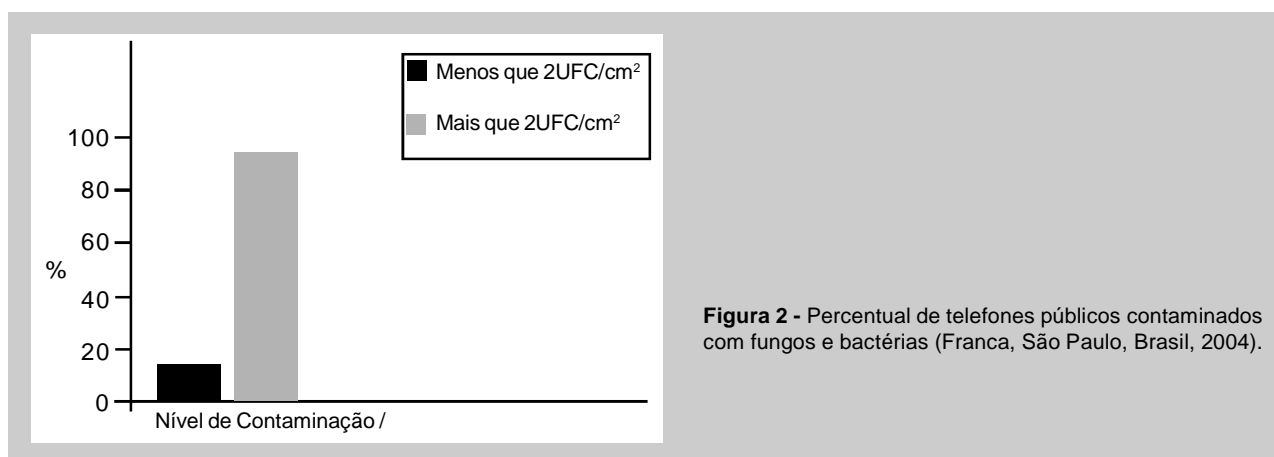 Menos que 2UFC/cm²
Mais que 2UFC/cm²
100
80
60
%
40
20
0
Nível de Contaminação /
Figura 2 - Percentual de telefones públicos contaminados
com fungos e bactérias (Franca, São Paulo, Brasil, 2004).